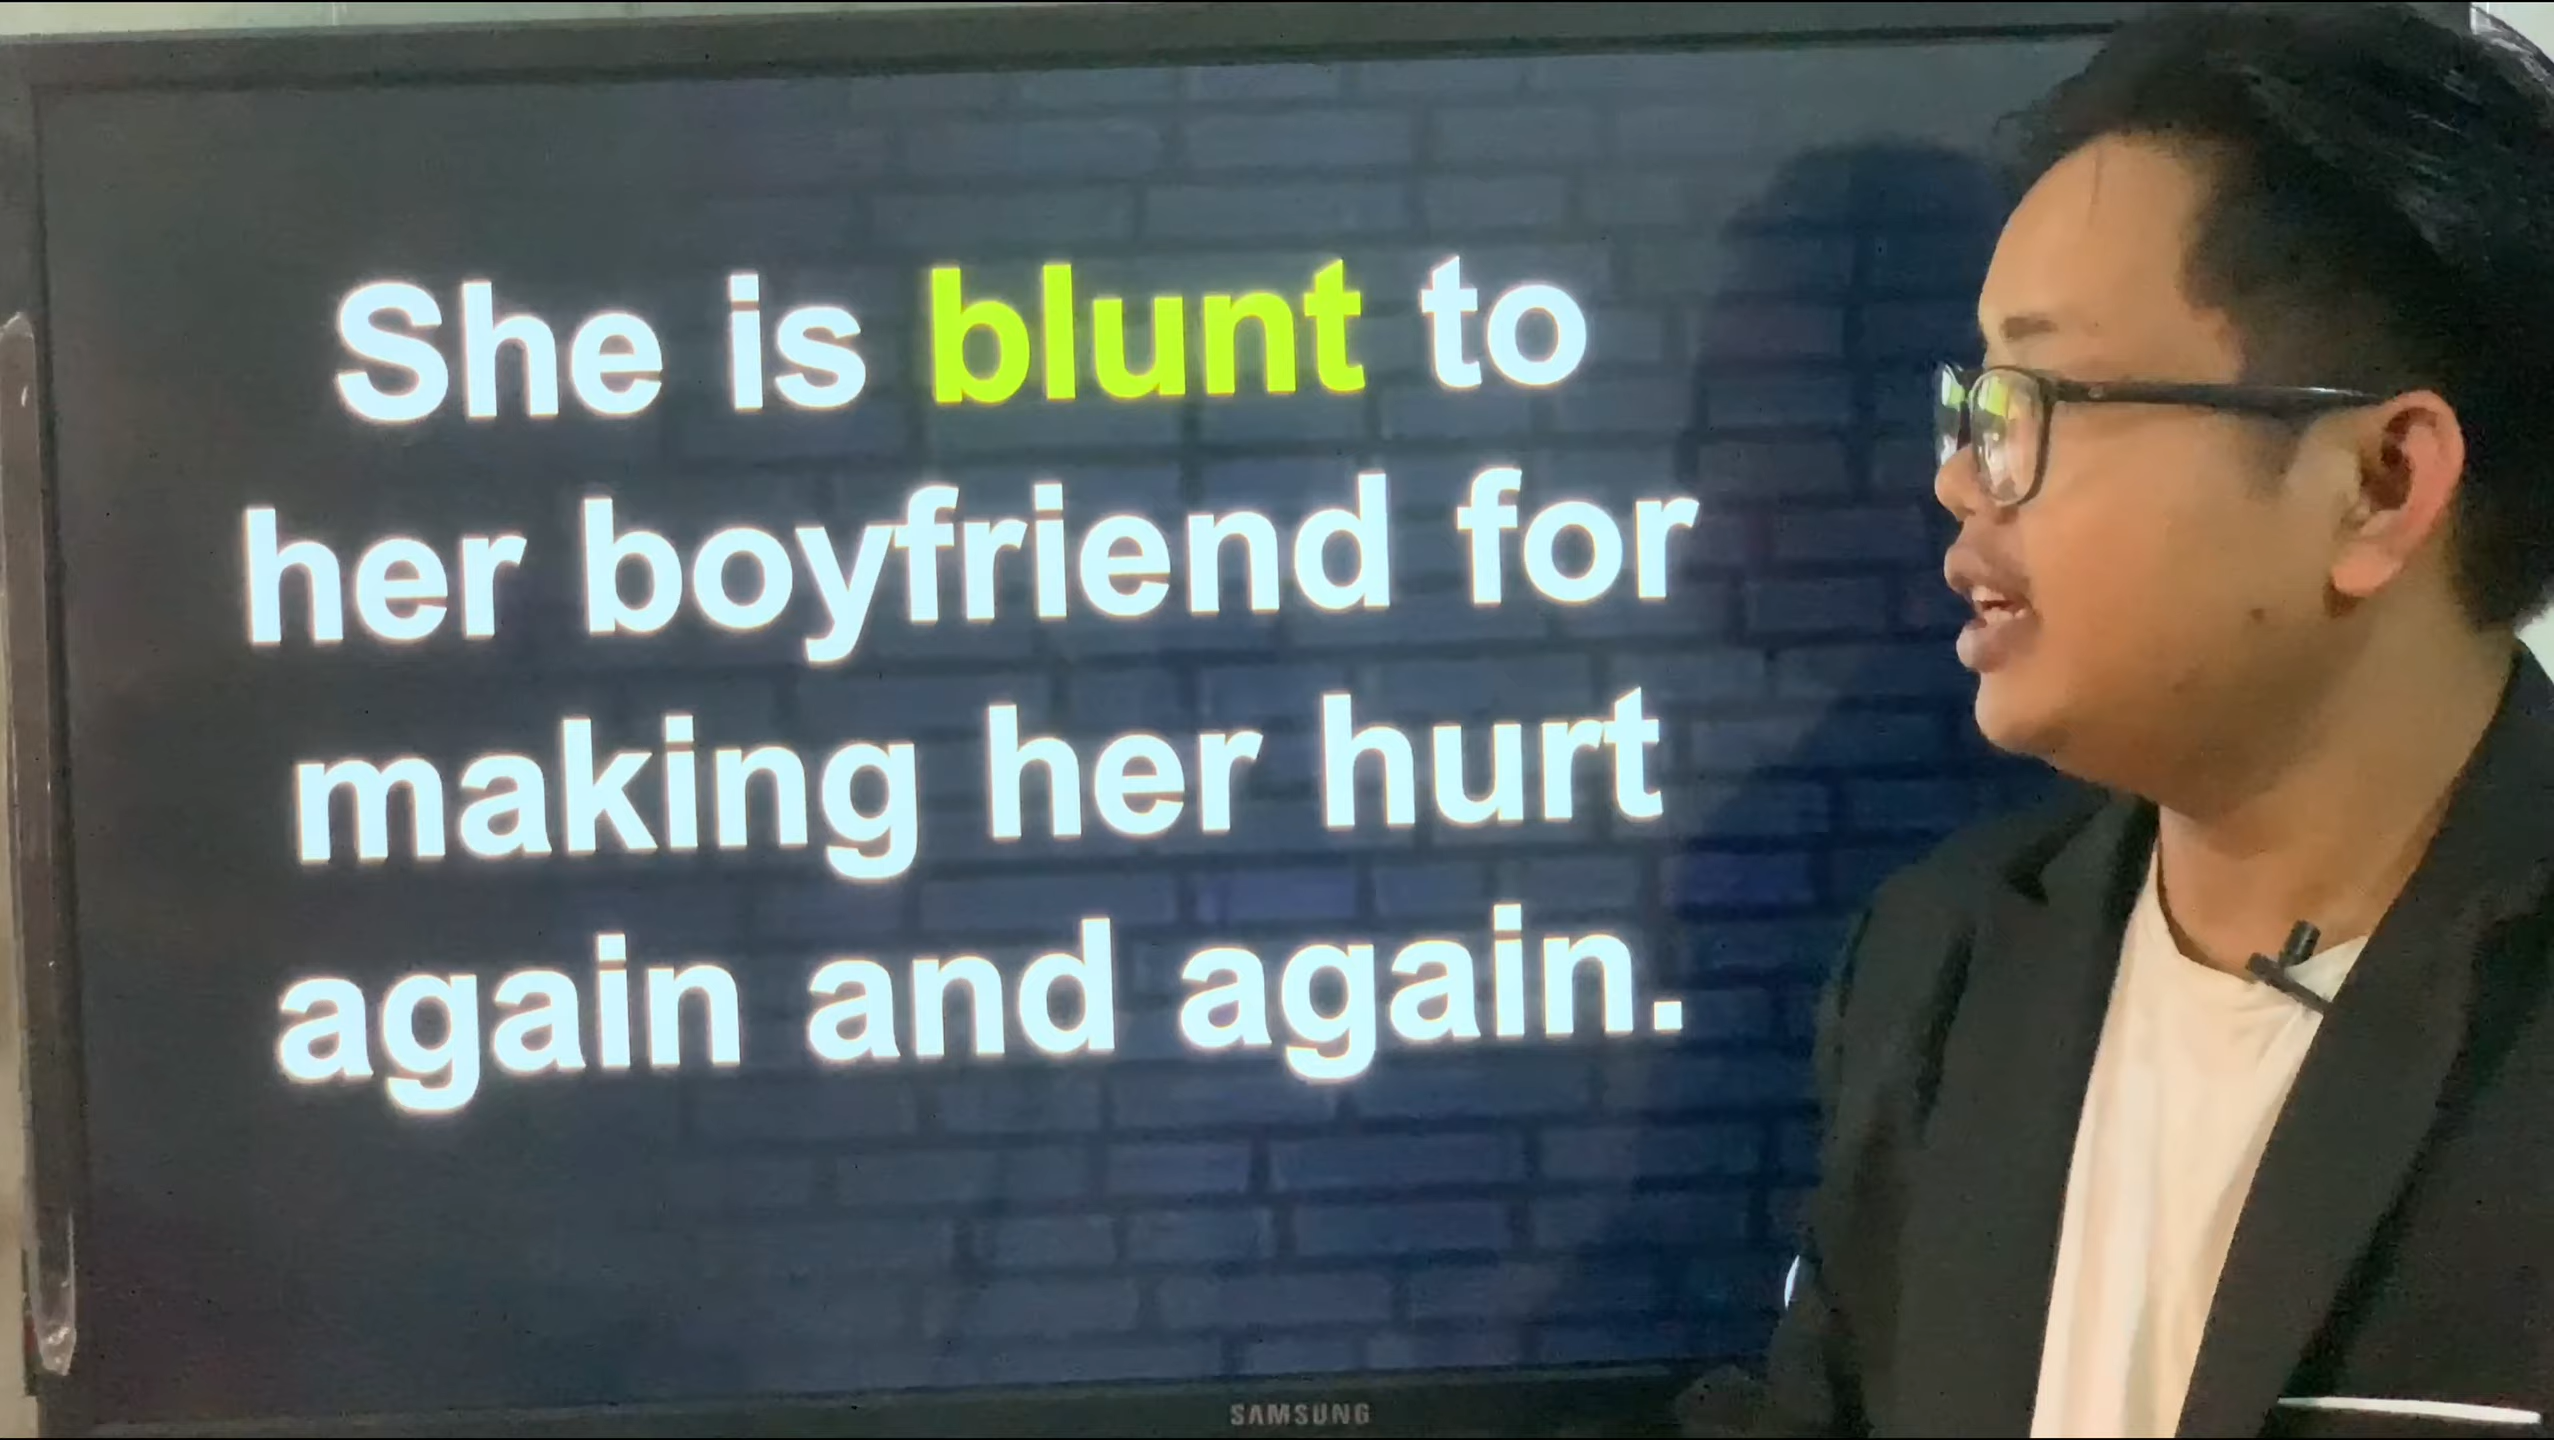 She is blunt to
her boyfriend for
making her hurt
again and again.
SAMSUNG